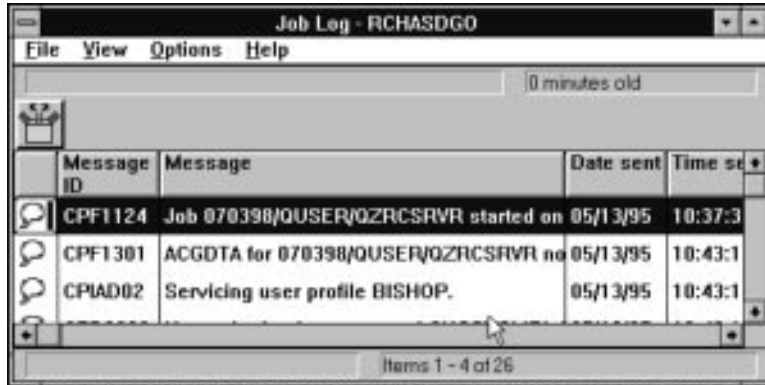 Job Log - RCHASDGO
File View Options Help
0 minutes old
Message ID Message Date sent Time se
CPF1124 Job 070398/QUSER/QZRCSRVR started on 05/13/95 10:37:3
CPF1301 ACGDTA for 070398/QUSER/QZRCSRVR no 05/13/95 10:43:1
CPIAD02 Servicing user profile BISHOP. 05/13/95 10:43:1
Items 1 - 4 of 26